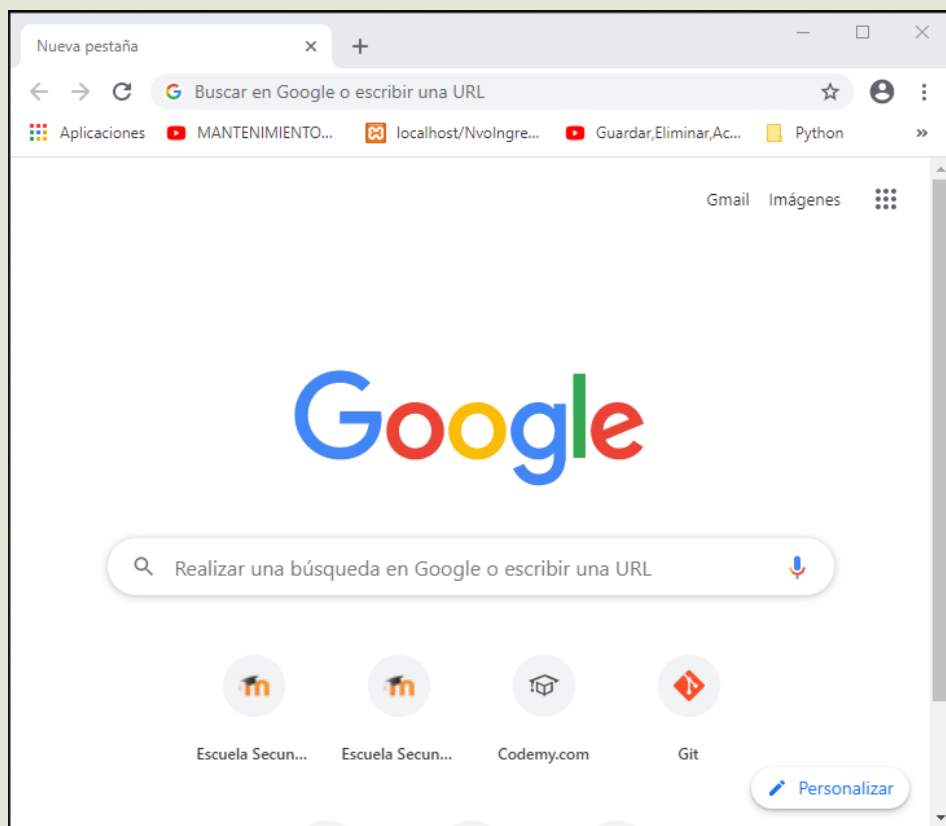 Nueva pestaña
Buscar en Google o escribir una URL
Aplicaciones MANTENIMIENTO... localhost/NvoIngre... Guardar,Eliminar,Ac... Python »
Gmail Imágenes
Google
Realizar una búsqueda en Google o escribir una URL
Escuela Secun... Escuela Secun... Codemy.com Git
Personalizar